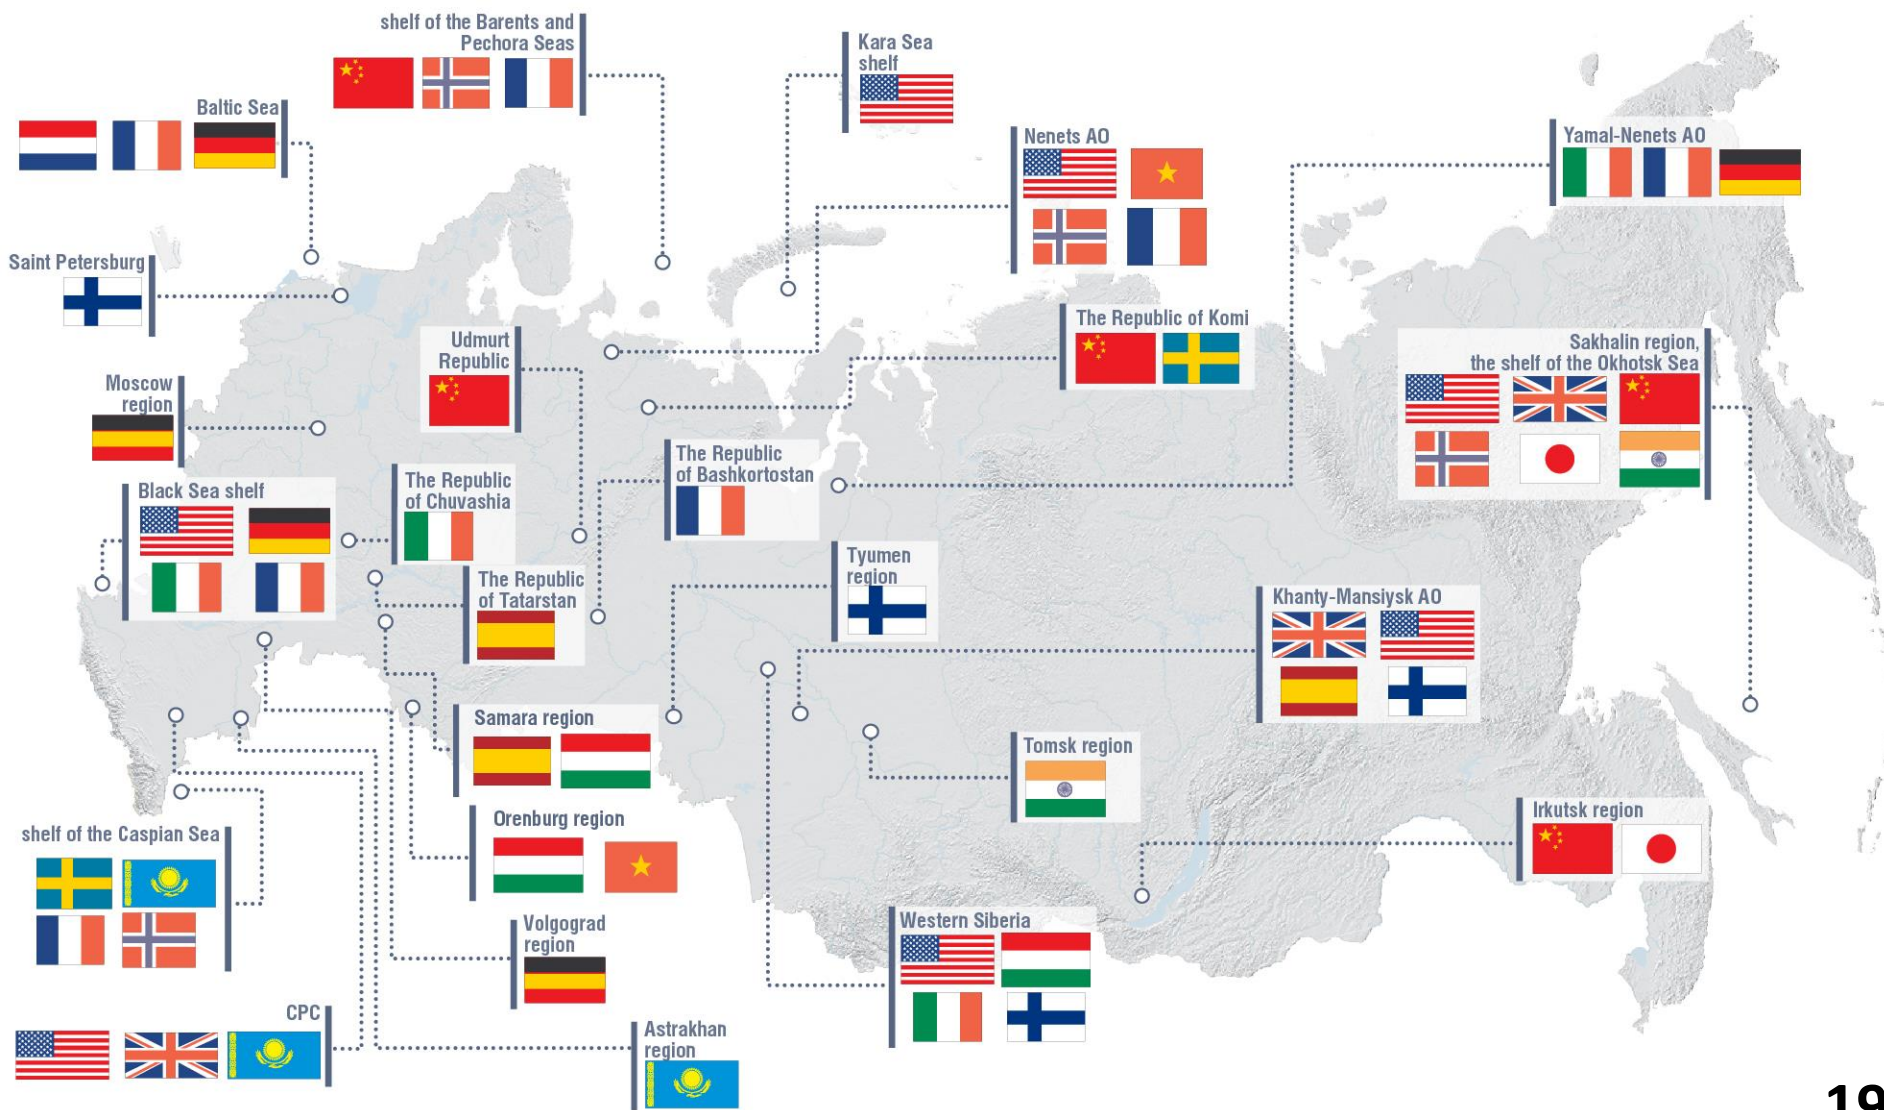 shelf of the Barents and
Pechora Seas
Kara Sea
shelf
Baltic Sea
Nenets AO
Yamal-Nenets AO
Saint Petersburg
The Republic of Komi
Udmurt
Republic
Sakhalin region,
the shelf of the Okhotsk Sea
Moscow
region
The Republic
of Bashkortostan
The Republic
of Chuvashia
Black Sea shelf
Tyumen
region
The Republic
of Tatarstan
Khanty-Mansiysk AO
Samara region
Tomsk region
Irkutsk region
Orenburg region
shelf of the Caspian Sea
Western Siberia
Volgograd
region
CPC
Astrakhan
region
19